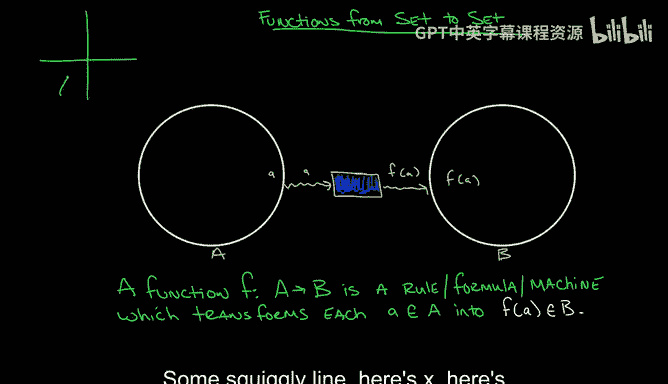 Functions from Set to Set
GPT中英字幕课程资源 bilibili
a a f(a) f(a)
A B
A function f: A→B is a rule/formula/machine
which transforms each a∈A into f(a)∈B.
Some squiggly line, here's x, here's